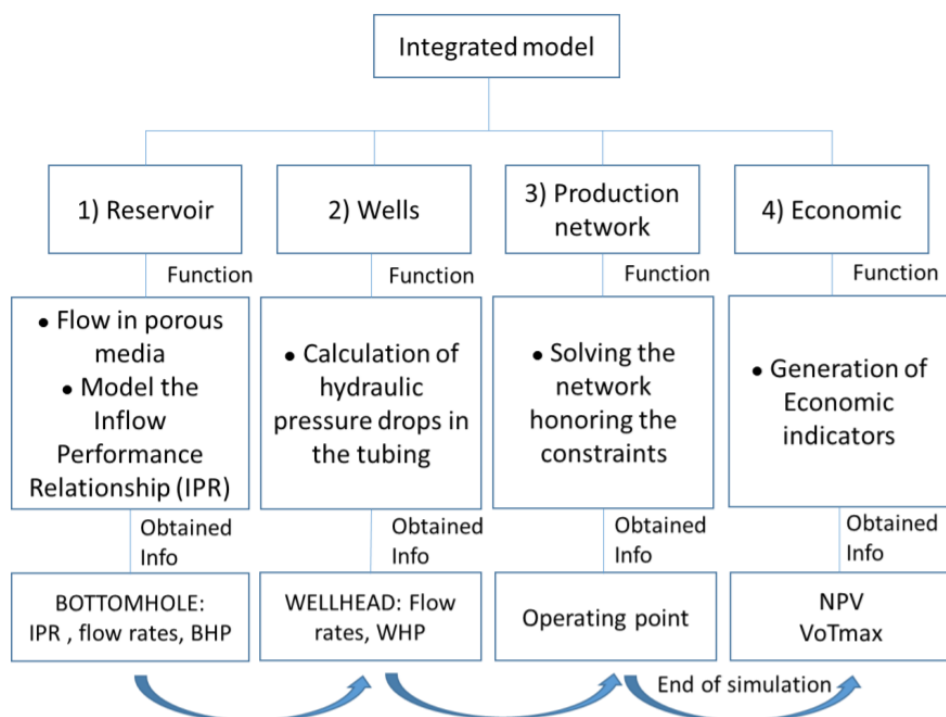 Integrated model
1) Reservoir
2) Wells
3) Production
network
4) Economic
Function
Function
Function
Function
● Flow in porous
media
● Model the
Inflow
Performance
Relationship (IPR)
● Calculation of
hydraulic
pressure drops in
the tubing
● Solving the
network
honoring the
constraints
● Generation of
Economic
indicators
Obtained
Info
Obtained
Info
Obtained
Info
Obtained
Info
BOTTOMHOLE:
IPR , flow rates, BHP
WELLHEAD: Flow
rates, WHP
Operating point
NPV
VoTmax
End of simulation